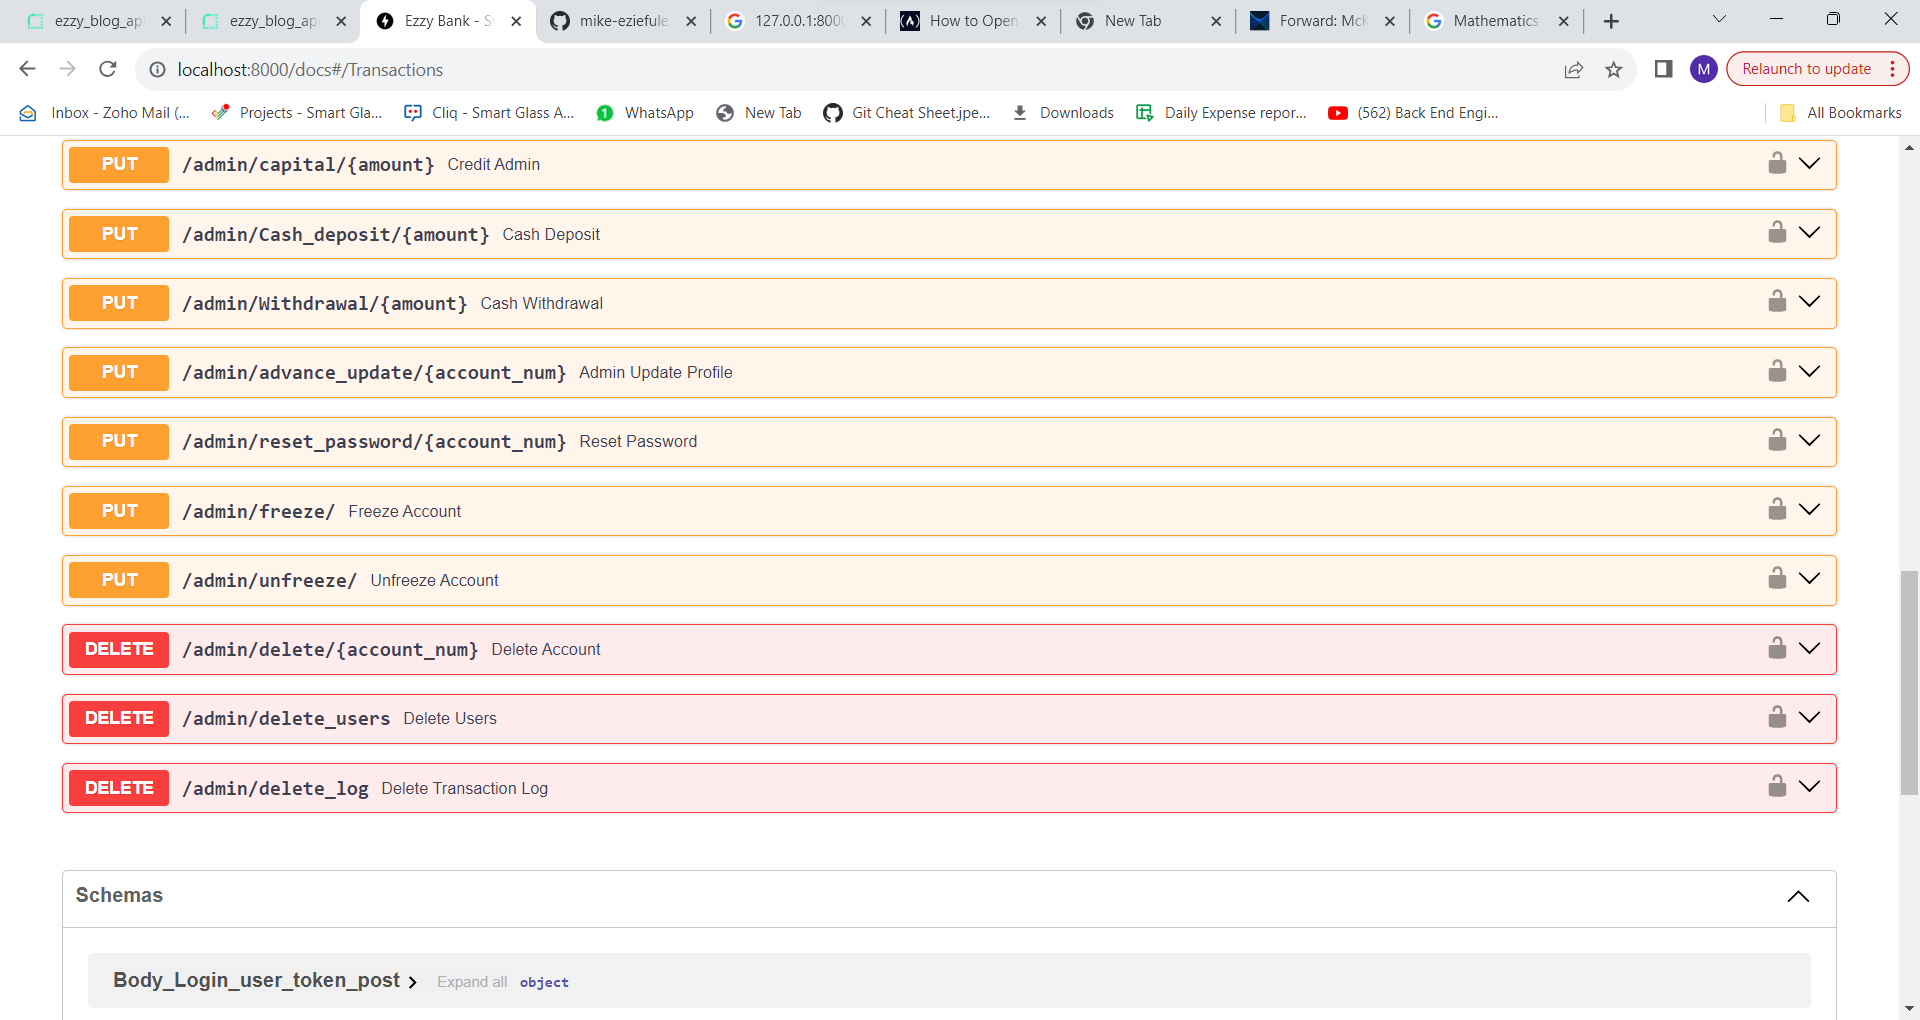 ezzy_blog_ap
ezzy_blog_ap
Ezzy Bank - S
mike-eziefule
127.0.0.1:8000
How to Open
New Tab
Forward: McK
Mathematics
localhost:8000/docs#/Transactions
M
Relaunch to update
Inbox - Zoho Mail (...
Projects - Smart Gla...
Cliq - Smart Glass A...
1
WhatsApp
New Tab
Git Cheat Sheet.jpe...
Downloads
Daily Expense repor...
(562) Back End Engi...
All Bookmarks
PUT /admin/capital/{amount} Credit Admin
PUT /admin/Cash_deposit/{amount} Cash Deposit
PUT /admin/Withdrawal/{amount} Cash Withdrawal
PUT /admin/advance_update/{account_num} Admin Update Profile
PUT /admin/reset_password/{account_num} Reset Password
PUT /admin/freeze/ Freeze Account
PUT /admin/unfreeze/ Unfreeze Account
DELETE /admin/delete/{account_num} Delete Account
DELETE /admin/delete_users Delete Users
DELETE /admin/delete_log Delete Transaction Log
Schemas
Body_Login_user_token_post Expand all object